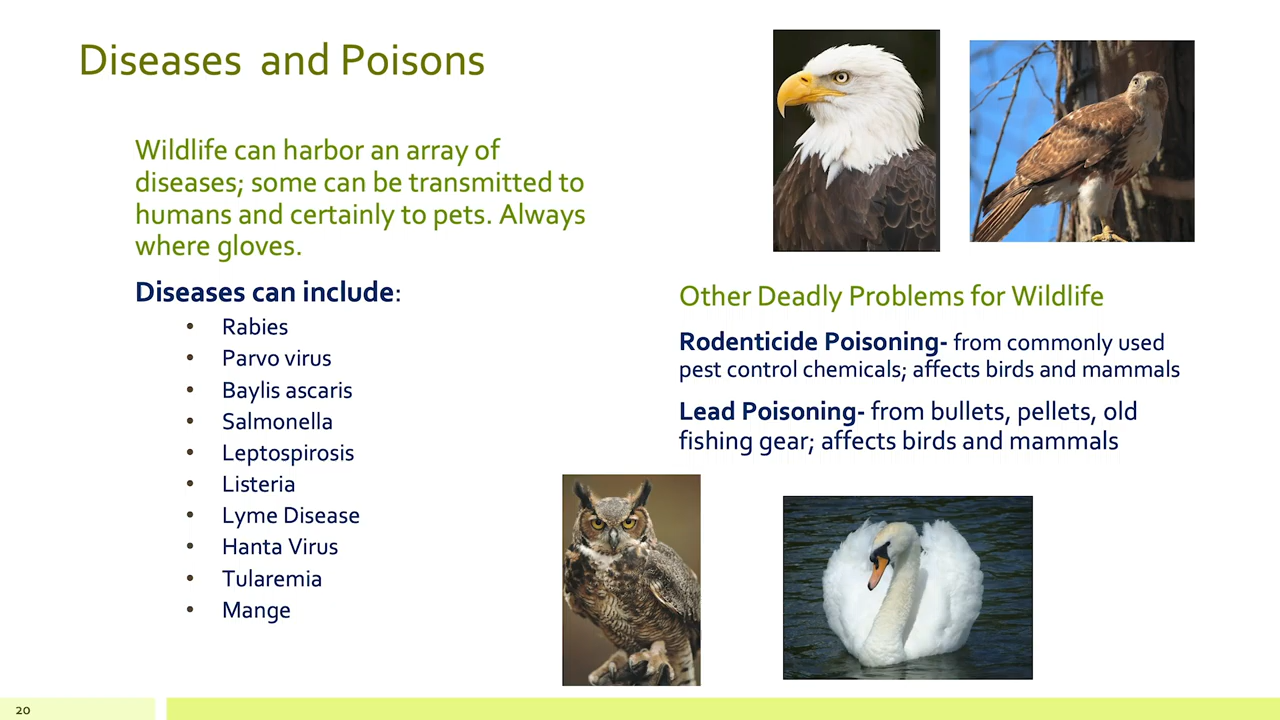 Diseases  and Poisons
Wildlife can harbor an array of
diseases; some can be transmitted to
humans and certainly to pets. Always
where gloves.
Diseases can include:
• Rabies
• Parvo virus
• Baylis ascaris
• Salmonella
• Leptospirosis
• Listeria
• Lyme Disease
• Hanta Virus
• Tularemia
• Mange
Other Deadly Problems for Wildlife
Rodenticide Poisoning- from commonly used
pest control chemicals; affects birds and mammals
Lead Poisoning- from bullets, pellets, old
fishing gear; affects birds and mammals
20